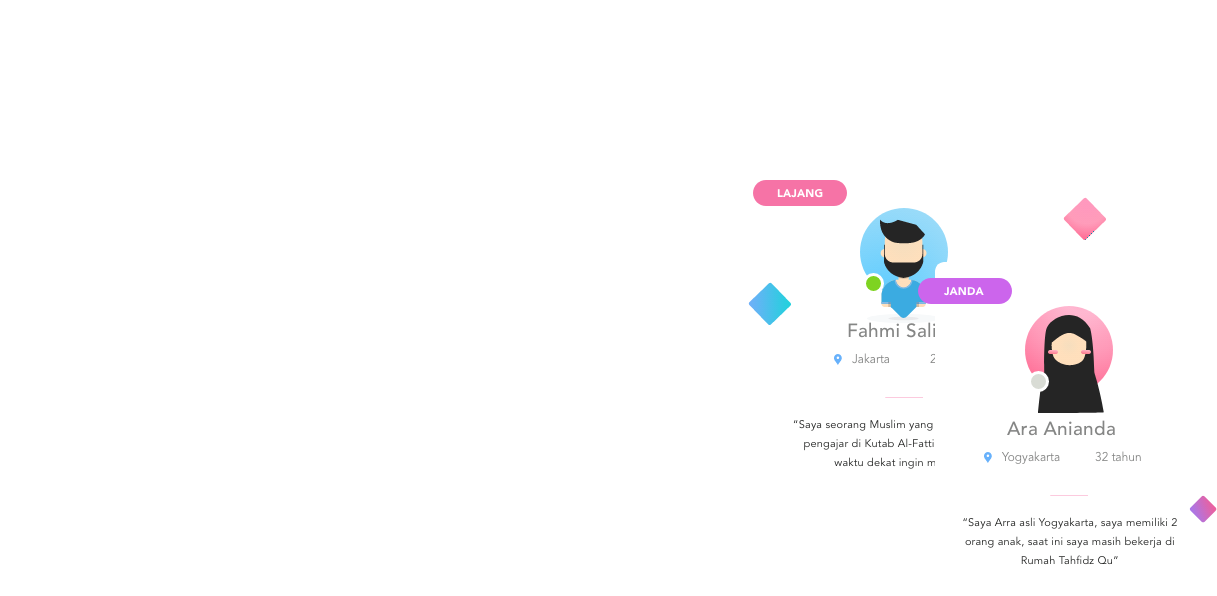 LAJANG
Fahmi Sali
Jakarta
“Saya seorang Muslim yang
pengajar di Kutab Al-Fatti
waktu dekat ingin m
JANDA
Ara Anianda
Yogyakarta 32 tahun
“Saya Arra asli Yogyakarta, saya memiliki 2
orang anak, saat ini saya masih bekerja di
Rumah Tahfidz Qu”